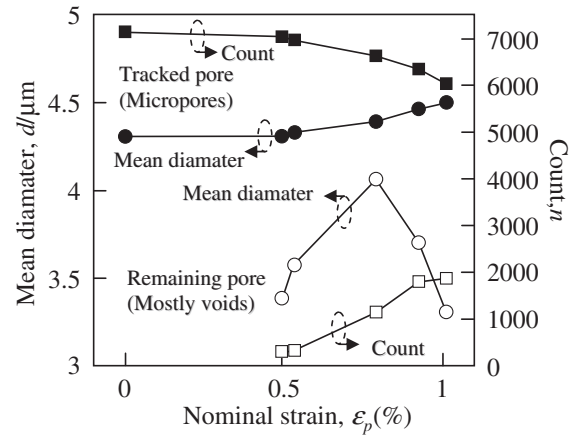 5
4.5
4
3.5
3
Mean diamater, d/μm
7000
6000
5000
4000
3000
2000
1000
0
Count,n
Count
Tracked pore
(Micropores)
Mean diamater
Mean diamater
Remaining pore
(Mostly voids)
Count
0
0.5
1
Nominal strain, εp(%)